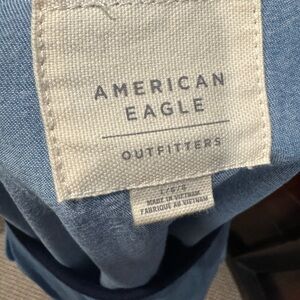 AMERICAN
EAGLE
OUTFITTERS
L/G/G
MADE IN VIETNAM
FABRIQUÉ AU VIETNAM